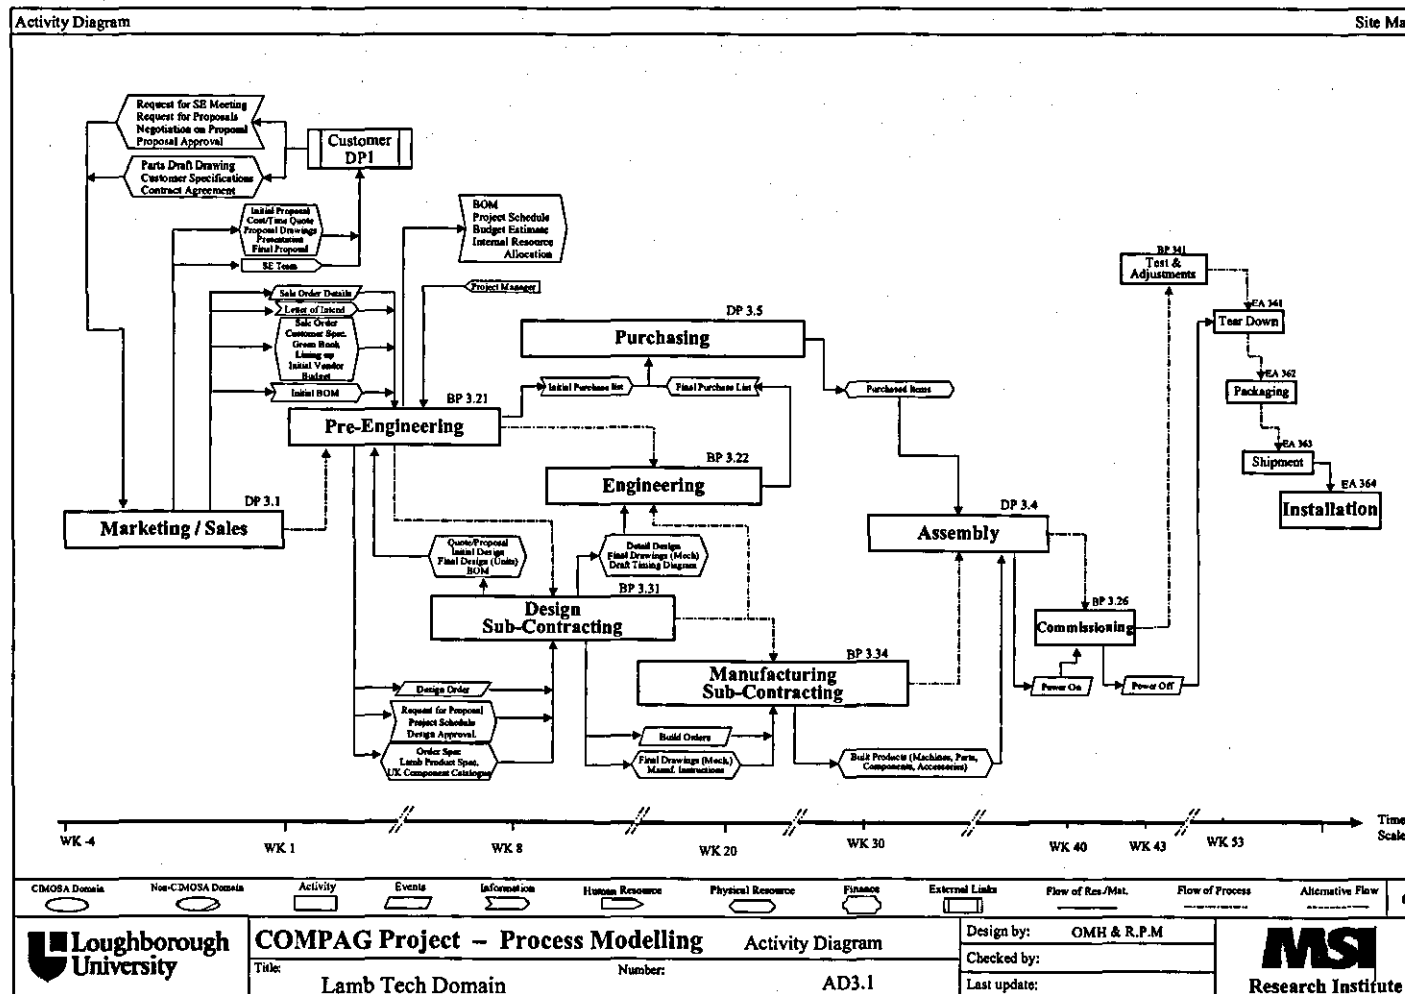 Activity Diagram
Site Ma
Request for SE Meeting
Request for Proposals
Negotiation on Proposal
Proposal Approval
Customer
DP1
Parts Draft Drawing
Customer Specifications
Contract Agreement
Initial Proposal
Cost/Time Quote
Proposal Drawings
Presentation
Final Proposal
SE Team
BOM
Project Schedule
Budget Estimate
Internal Resource
Allocation
Project Manager
Sale Order Details
Letter of Intend
Sale Order
Customer Spec.
Green Book
Lining up
Initial Vendor
Budget
Initial BOM
BP 341
Test &
Adjustments
EA 361
Tear Down
EA 362
Packaging
EA 363
Shipment
EA 364
Installation
DP 3.5
Purchasing
Initial Purchase list
Final Purchase List
Purchased Items
BP 3.21
Pre-Engineering
BP 3.22
Engineering
DP 3.1
Marketing / Sales
DP 3.4
Assembly
Quote/Proposal
Initial Design
Final Design (Units)
BOM
Detail Design
Final Drawings (Mech)
Draft Timing Diagram
BP 3.31
Design
Sub-Contracting
BP 3.26
Commissioning
BP 3.34
Manufacturing
Sub-Contracting
Power On
Power Off
Design Order
Request for Proposal
Project Schedule
Design Approval.
Order Spec
Lamb Product Spec.
UK Component Catalogue
Build Orders
Final Drawings (Mech,)
Manuf. Instructions
Built Products (Machines, Parts,
Components, Accessories)
WK -4
WK 1
WK 8
WK 20
WK 30
WK 40
WK 43
WK 53
Time
Scale
CIMOSA Domain
Non-CIMOSA Domain
Activity
Events
Information
Human Resource
Physical Resource
Finance
External Links
Flow of Res./Mat.
Flow of Process
Alternative Flow
Loughborough
University
COMPAG Project – Process Modelling
Activity Diagram
Title:
Lamb Tech Domain
Number:
AD3.1
Design by:
OMH & R.P.M
Checked by:
Last update:
MSI
Research Institute